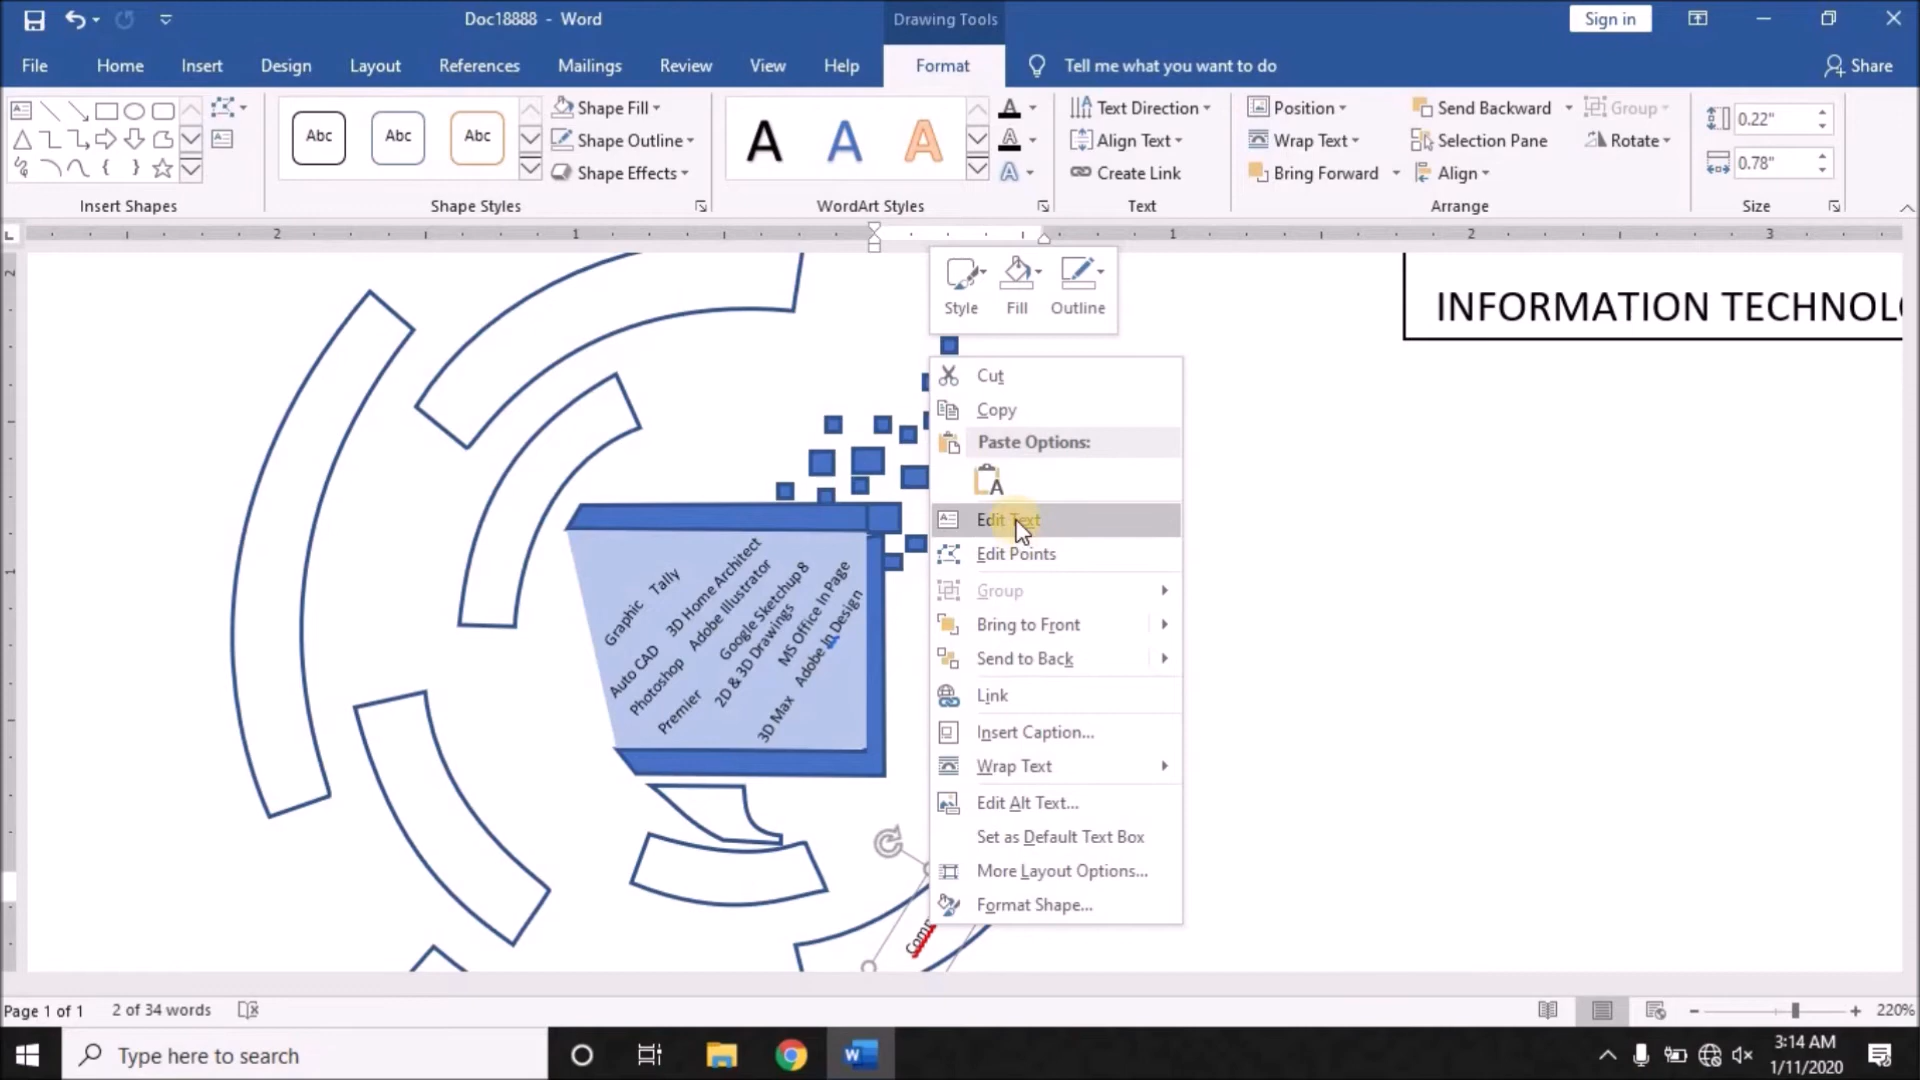 Doc18888 - Word
Drawing Tools
Sign in
File Home Insert Design Layout References Mailings Review View Help Format Tell me what you want to do Share
Abc Abc Abc
Shape Fill
Shape Outline
Shape Effects
A A A
Text Direction
Align Text
Create Link
Position
Wrap Text
Bring Forward
Send Backward
Selection Pane
Align
Group
Rotate
0.22"
0.78"
Insert Shapes Shape Styles WordArt Styles Text Arrange Size
2 1 1 2 3
2
1
Style Fill Outline
INFORMATION TECHNOL
Cut
Copy
Paste Options:
Edit Text
Edit Points
Group
Bring to Front
Send to Back
Link
Insert Caption...
Wrap Text
Edit Alt Text...
Set as Default Text Box
More Layout Options...
Format Shape...
Graphic Tally
Auto CAD 3D Home Architect
Photoshop Adobe Illustrator
Premier Google Sketchup 8
2D & 3D Drawings
MS Office In Page
3D Max Adobe In Design
Page 1 of 1 2 of 34 words 220%
Type here to search
3:14 AM
1/11/2020